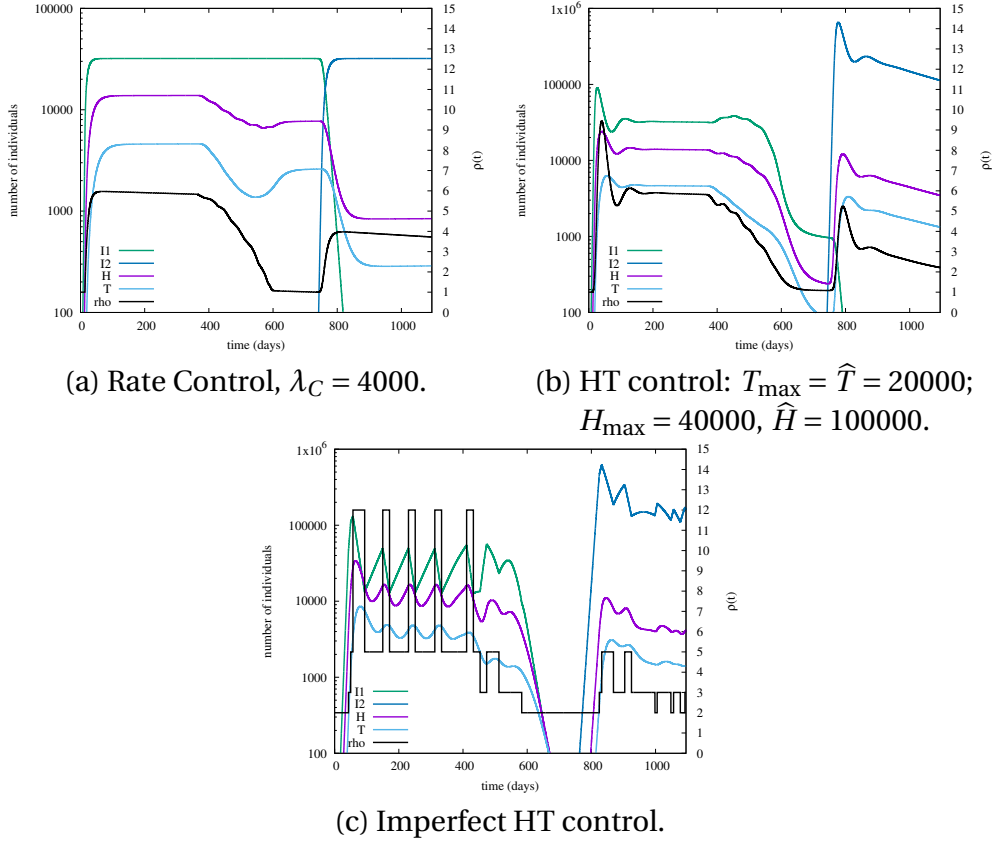 100000
10000
1000
100
number of individuals
15
14
13
12
11
10
9
8
7
6
5
4
3
2
1
0
ρ(t)
I1
I2
H
T
rho
0 200 400 600 800 1000
time (days)
(a) Rate Control, λ_C = 4000.
1x10^6
100000
10000
1000
100
number of individuals
15
14
13
12
11
10
9
8
7
6
5
4
3
2
1
0
ρ(t)
I1
I2
H
T
rho
0 200 400 600 800 1000
time (days)
(b) HT control: T_max = T̂ = 20000;
H_max = 40000, Ĥ = 100000.
1x10^6
100000
10000
1000
100
number of individuals
15
14
13
12
11
10
9
8
7
6
5
4
3
2
1
0
ρ(t)
I1
I2
H
T
rho
0 200 400 600 800 1000
time (days)
(c) Imperfect HT control.